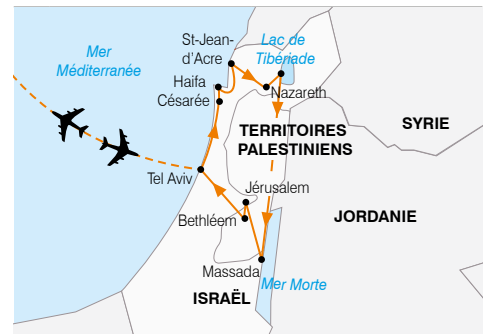 St-Jean-
d'Acre
Lac de
Tibériade
Mer
Méditerranée
Haifa
Césarée
Nazareth
SYRIE
TERRITOIRES
PALESTINIENS
Tel Aviv
Jérusalem
Bethléem
JORDANIE
Massada
Mer Morte
ISRAËL